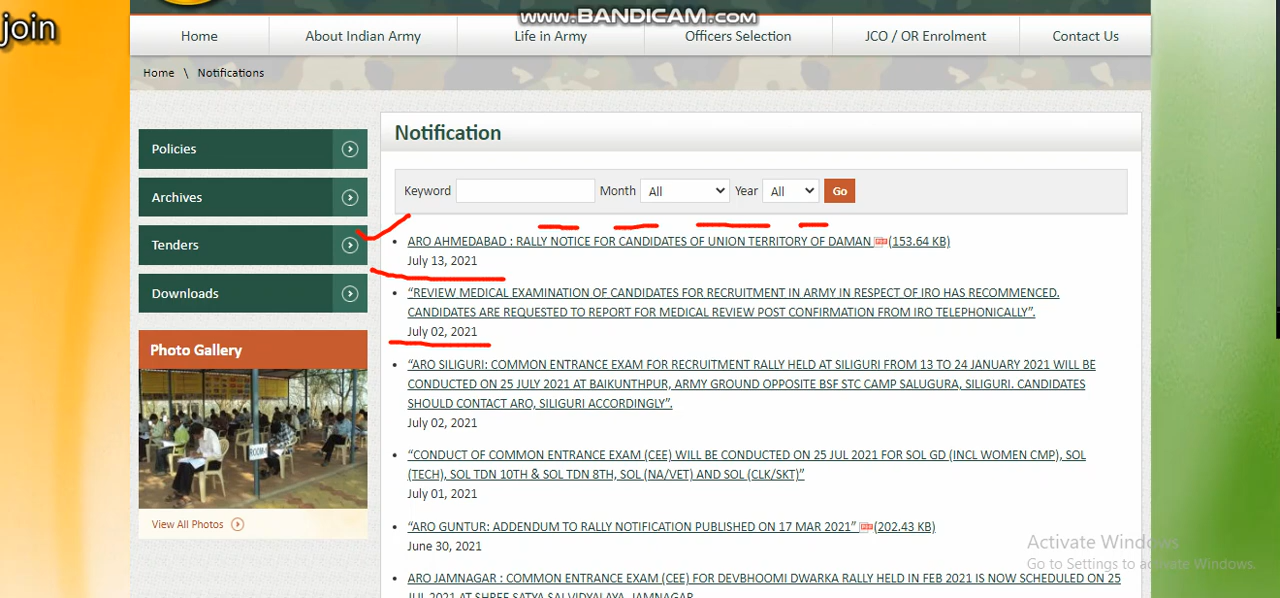 www.BANDICAM.com
join
Home About Indian Army Life in Army Officers Selection JCO / OR Enrolment Contact Us
Home \ Notifications
Policies
Archives
Tenders
Downloads
Photo Gallery
ROOM-1
View All Photos
Notification
Keyword Month All Year All Go
ARO AHMEDABAD : RALLY NOTICE FOR CANDIDATES OF UNION TERRITORY OF DAMAN (153.64 KB)
July 13, 2021
“REVIEW MEDICAL EXAMINATION OF CANDIDATES FOR RECRUITMENT IN ARMY IN RESPECT OF IRO HAS RECOMMENCED.
CANDIDATES ARE REQUESTED TO REPORT FOR MEDICAL REVIEW POST CONFIRMATION FROM IRO TELEPHONICALLY”.
July 02, 2021
“ARO SILIGURI: COMMON ENTRANCE EXAM FOR RECRUITMENT RALLY HELD AT SILIGURI FROM 13 TO 24 JANUARY 2021 WILL BE
CONDUCTED ON 25 JULY 2021 AT BAIKUNTHPUR, ARMY GROUND OPPOSITE BSF STC CAMP SALUGURA, SILIGURI. CANDIDATES
SHOULD CONTACT ARO, SILIGURI ACCORDINGLY”.
July 02, 2021
“CONDUCT OF COMMON ENTRANCE EXAM (CEE) WILL BE CONDUCTED ON 25 JUL 2021 FOR SOL GD (INCL WOMEN CMP), SOL
(TECH), SOL TDN 10TH & SOL TDN 8TH, SOL (NA/VET) AND SOL (CLK/SKT)”
July 01, 2021
“ARO GUNTUR: ADDENDUM TO RALLY NOTIFICATION PUBLISHED ON 17 MAR 2021” (202.43 KB)
June 30, 2021
ARO JAMNAGAR : COMMON ENTRANCE EXAM (CEE) FOR DEVBHOOMI DWARKA RALLY HELD IN FEB 2021 IS NOW SCHEDULED ON 25
JUL 2021 AT SHREE SATYA SAI VIDYALAYA, JAMNAGAR
Activate Windows
Go to Settings to activate Windows.